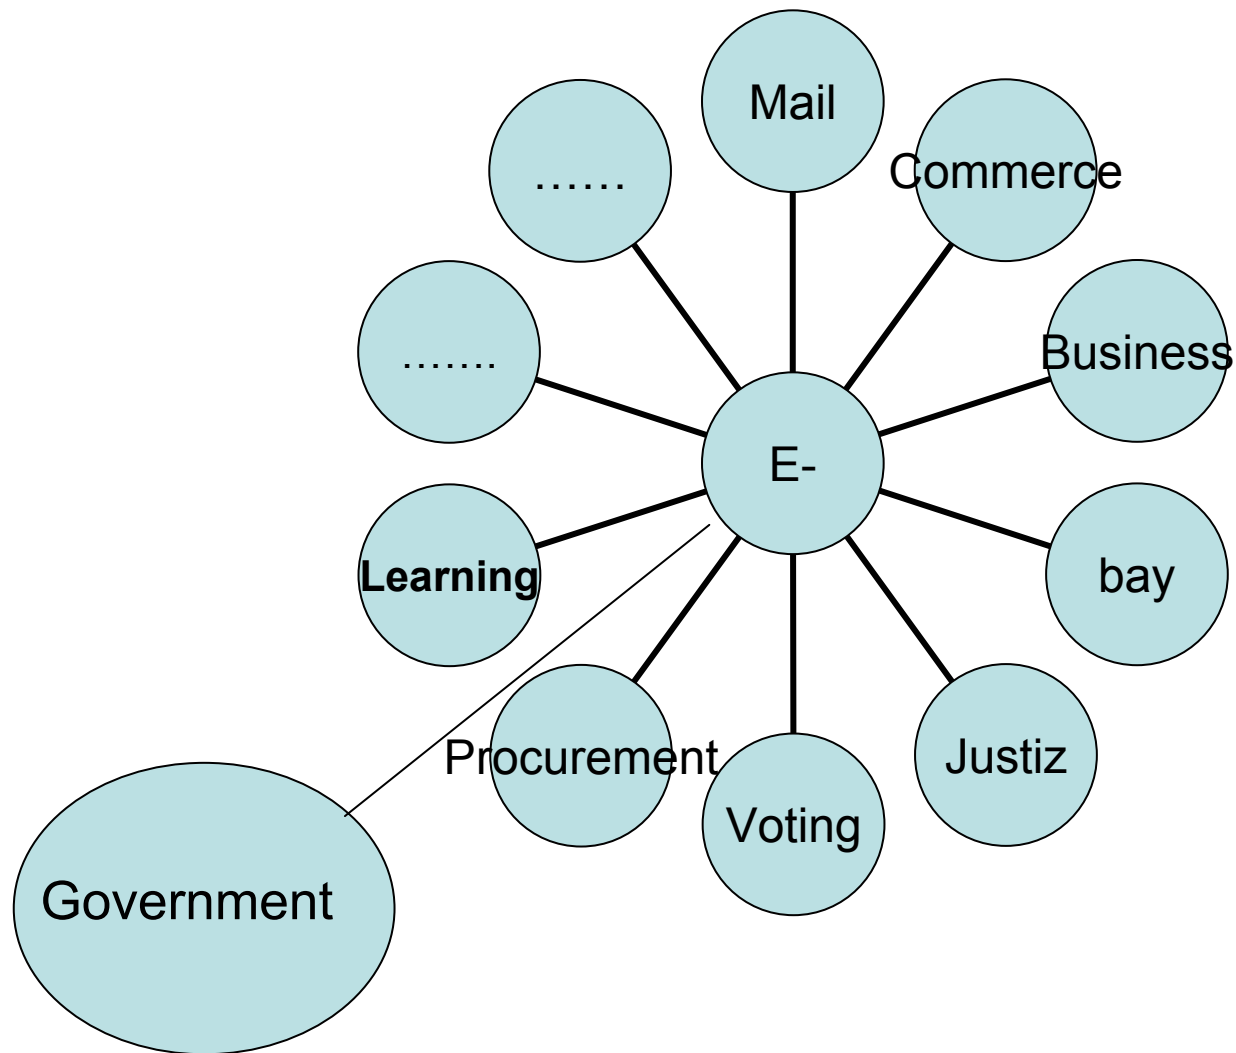 Mail
Commerce
Business
bay
Justiz
Voting
Procurement
Learning
.......
......
E-
Government